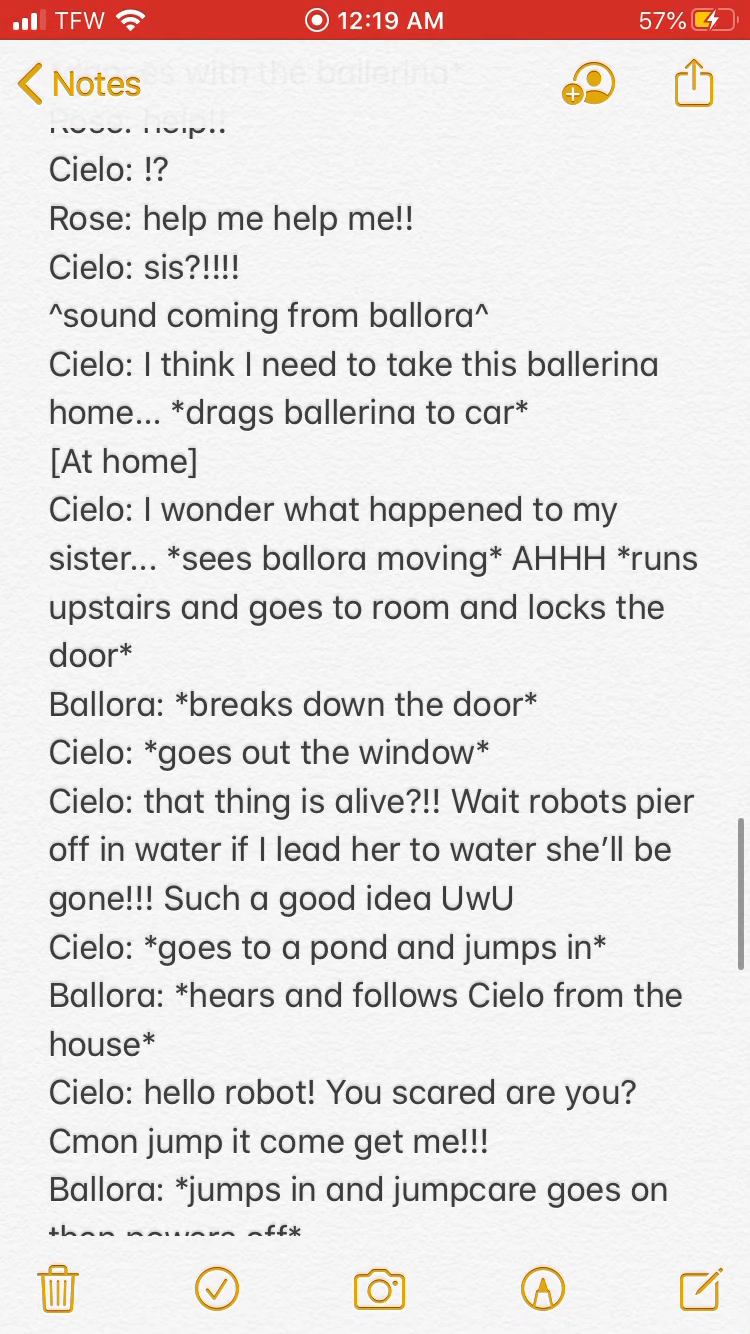 TFW 12:19 AM 57%
Notes
Rose: help!!
Cielo: !?
Rose: help me help me!!
Cielo: sis?!!!!
^sound coming from ballora^
Cielo: I think I need to take this ballerina
home... *drags ballerina to car*
[At home]
Cielo: I wonder what happened to my
sister... *sees ballora moving* AHHH *runs
upstairs and goes to room and locks the
door*
Ballora: *breaks down the door*
Cielo: *goes out the window*
Cielo: that thing is alive?!! Wait robots pier
off in water if I lead her to water she’ll be
gone!!! Such a good idea UwU
Cielo: *goes to a pond and jumps in*
Ballora: *hears and follows Cielo from the
house*
Cielo: hello robot! You scared are you?
Cmon jump it come get me!!!
Ballora: *jumps in and jumpcare goes on
then powers off*